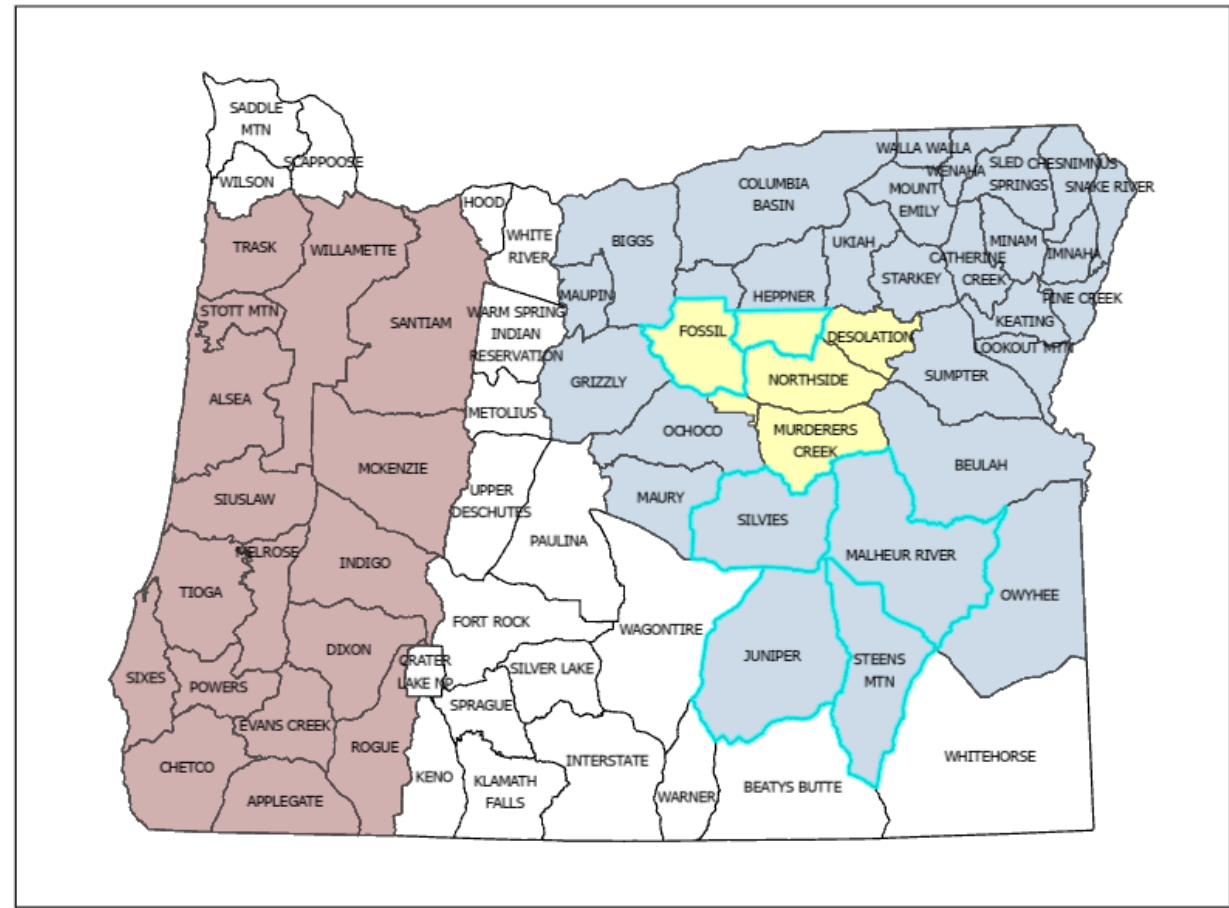 SADDLE
MTN
SCAPPOOSE
WILSON
HOOD
WHITE
RIVER
TRASK
WILLAMETTE
STOTT MTN
SANTIAM
WARM SPRING
INDIAN
RESERVATION
ALSEA
METOLIUS
MCKENZIE
SIUSLAW
UPPER
DESCHUTES
PAULINA
MELROSE
INDIGO
TIOGA
FORT ROCK
WAGONTIRE
DIXON
CRATER
LAKE NP
SILVER LAKE
SIXES
POWERS
SPRAGUE
EVANS CREEK
ROGUE
CHETCO
KENO
KLAMATH
FALLS
INTERSTATE
APPLEGATE
WARNER
BEATYS BUTTE
WHITEHORSE
WALLA WALLA
WENAHA
SLED
SPRINGS
CHESNIMNUS
SNAKE RIVER
COLUMBIA
BASIN
MOUNT
EMILY
BIGGS
UKIAH
MINAM
IMNAHA
CATHERINE
CREEK
STARKEY
MAUPIN
HEPPNER
PINE CREEK
KEATING
FOSSIL
DESOLATION
LOOKOUT MTN
GRIZZLY
NORTHSIDE
SUMPTER
OCHOCO
MURDERERS
CREEK
BEULAH
MAURY
SILVIES
MALHEUR RIVER
OWYHEE
JUNIPER
STEENS
MTN